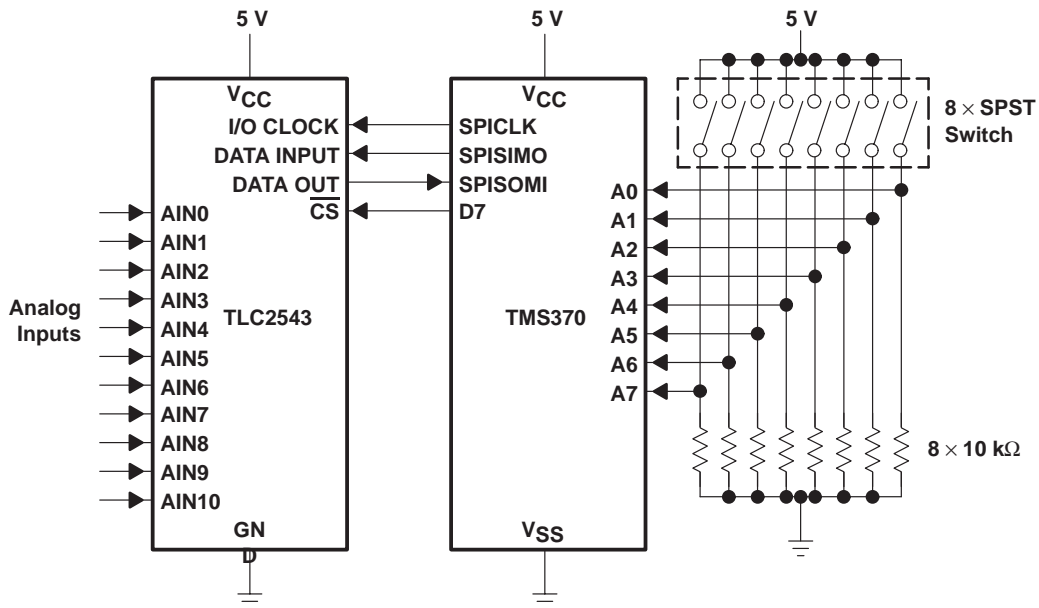 5 V
5 V
5 V
VCC
I/O CLOCK
DATA INPUT
DATA OUT
CS
AIN0
AIN1
AIN2
AIN3
AIN4
AIN5
AIN6
AIN7
AIN8
AIN9
AIN10
Analog
Inputs
TLC2543
GN
D
VCC
SPICLK
SPISIMO
SPISOMI
D7
TMS370
A0
A1
A2
A3
A4
A5
A6
A7
VSS
8 × SPST
Switch
8 × 10 kΩ